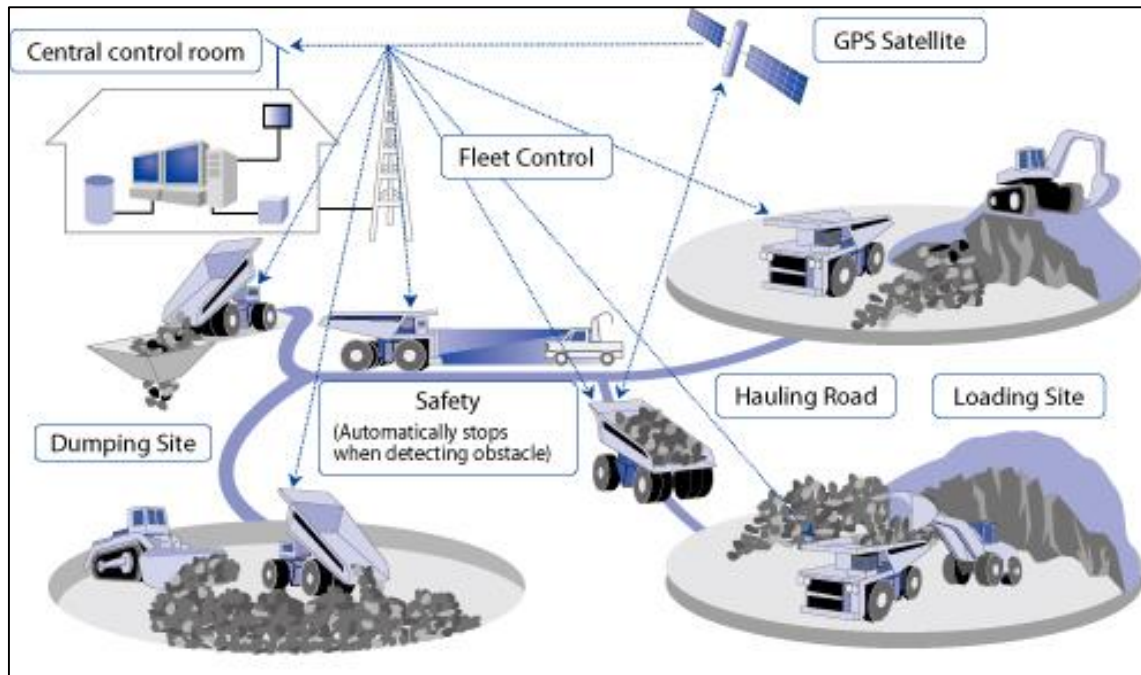 Central control room
GPS Satellite
Fleet Control
Safety
(Automatically stops
when detecting obstacle)
Hauling Road
Loading Site
Dumping Site